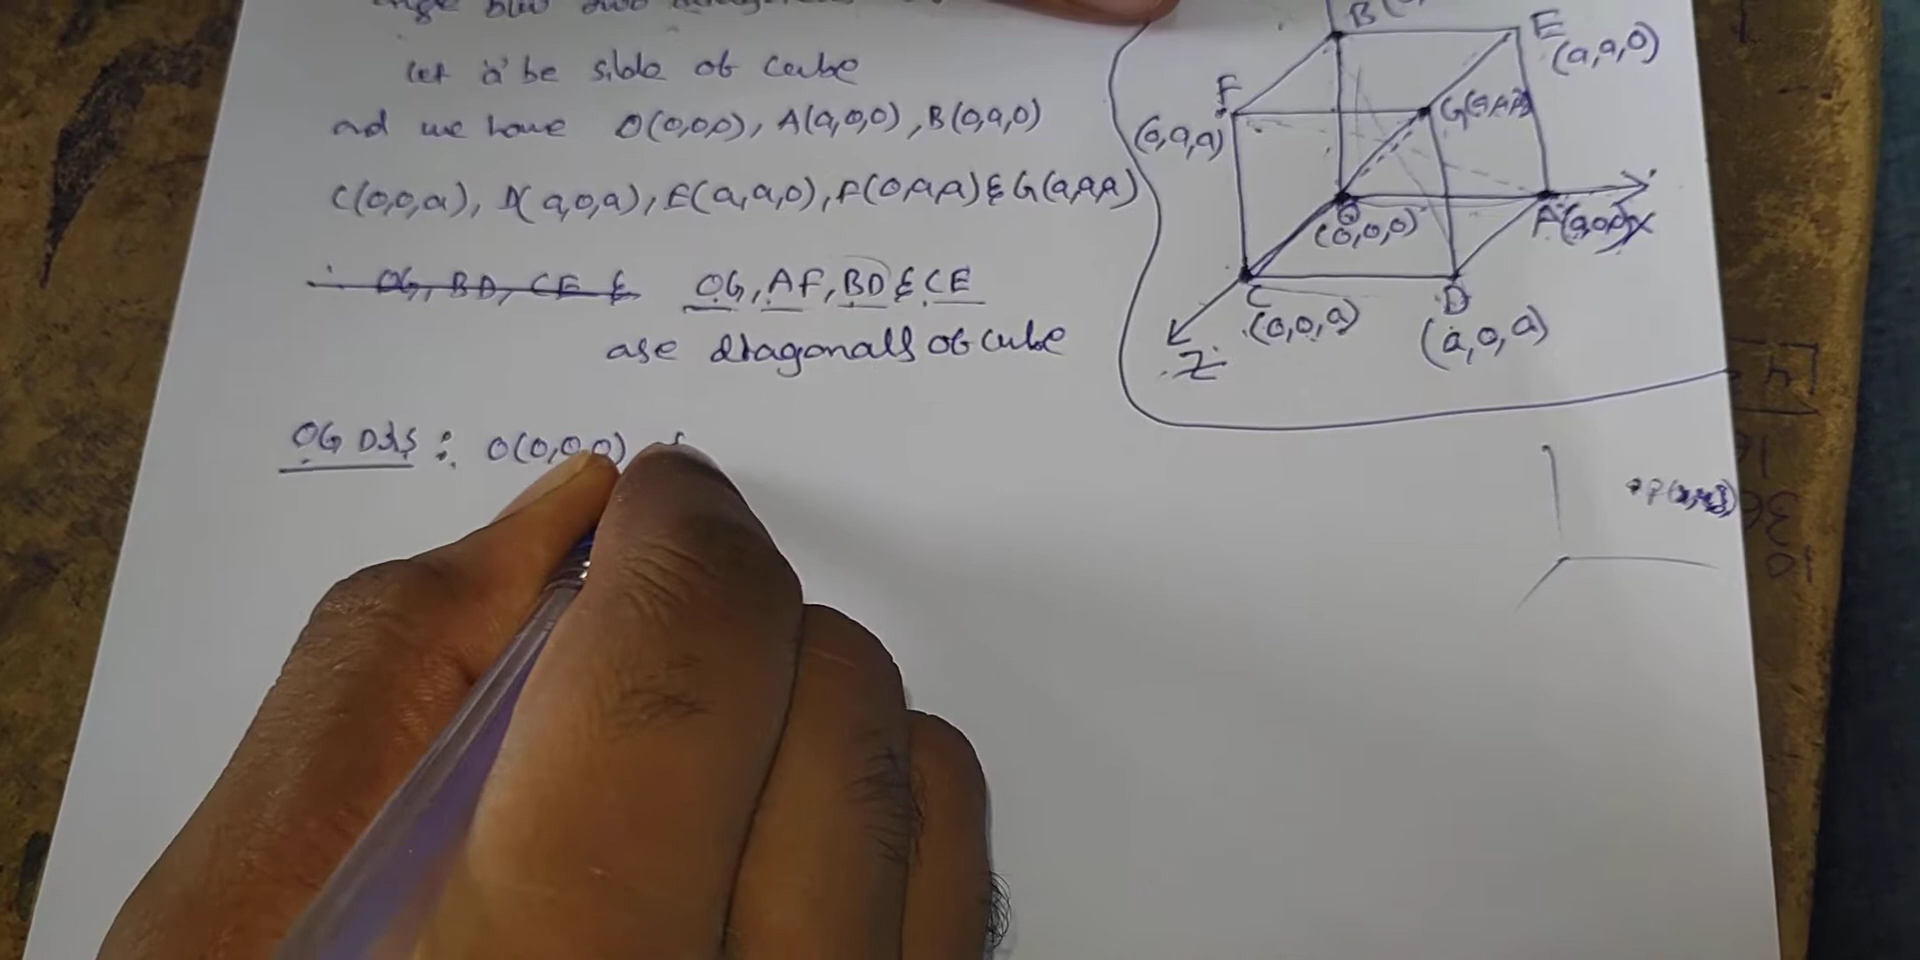 let 'a' be side of cube
and we have O(0,0,0), A(a,0,0), B(0,a,0)
C(0,0,a), D(a,0,a), E(a,a,0), F(0,a,a) & G(a,a,a)
∴ OG, BD, CE & OG, AF, BD & CE
are diagonals of cube
OG D.r's : O(0,0,0)
B
E
(a,a,0)
F
(0,a,a)
G(a,a,a)
O
(0,0,0)
A(a,0,0) X
C
(0,0,a)
D
(a,0,a)
Z